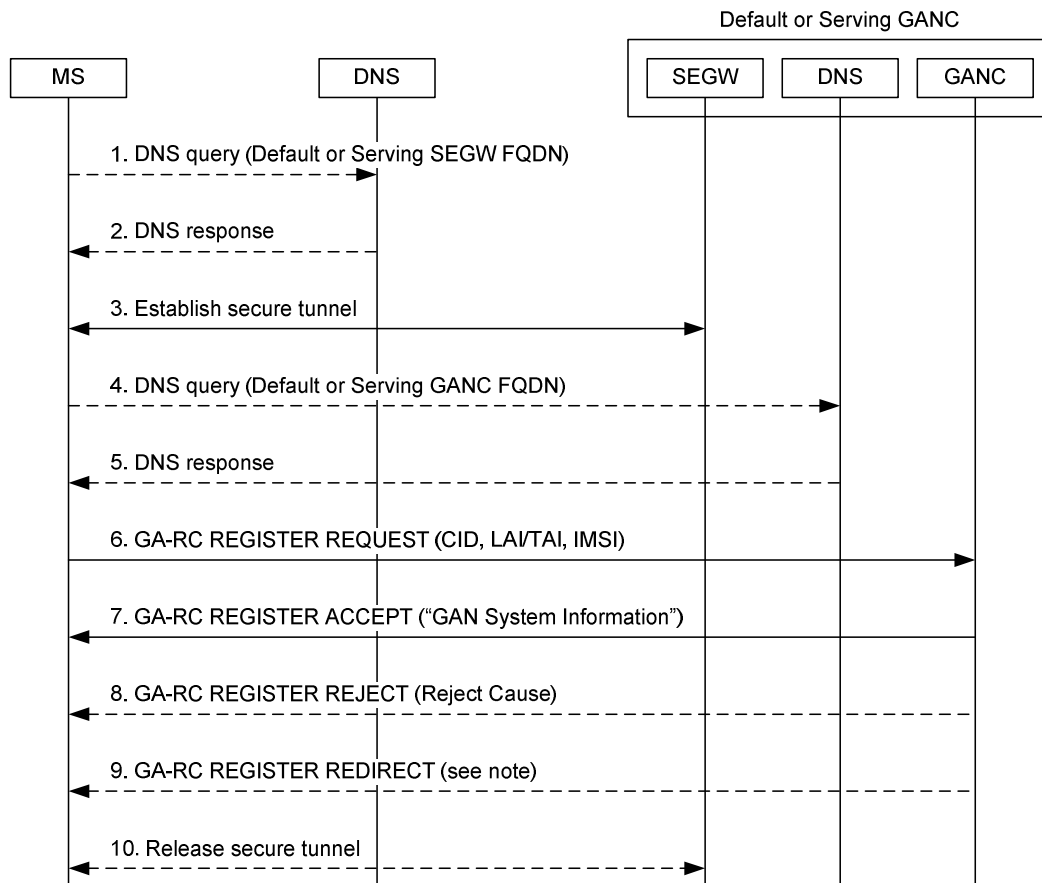 Default or Serving GANC
MS
DNS
SEGW
DNS
GANC
1. DNS query (Default or Serving SEGW FQDN)
2. DNS response
3. Establish secure tunnel
4. DNS query (Default or Serving GANC FQDN)
5. DNS response
6. GA-RC REGISTER REQUEST (CID, LAI/TAI, IMSI)
7. GA-RC REGISTER ACCEPT (“GAN System Information”)
8. GA-RC REGISTER REJECT (Reject Cause)
9. GA-RC REGISTER REDIRECT (see note)
10. Release secure tunnel